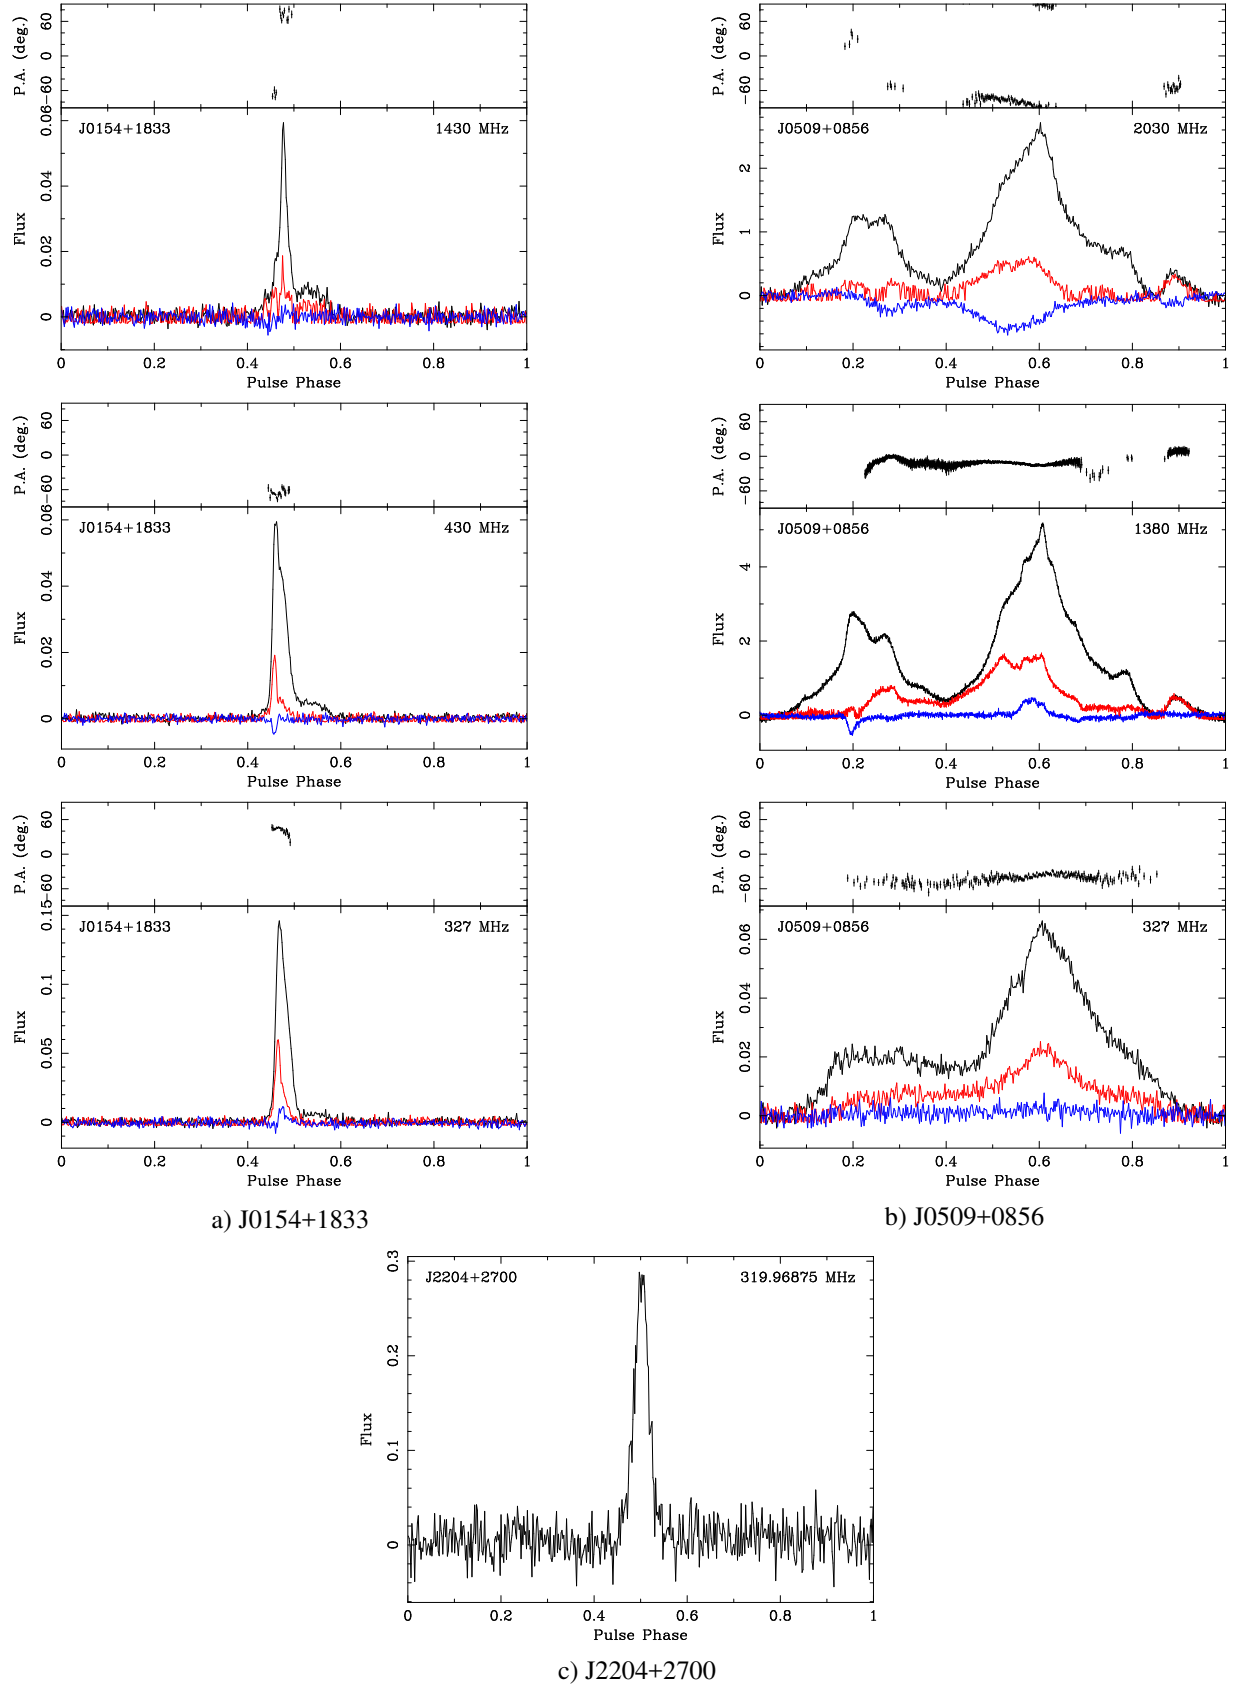 P.A. (deg.)
−60 0 60
J0154+1833 1430 MHz
Flux
0 0.02 0.04 0.06
0 0.2 0.4 0.6 0.8 1
Pulse Phase
P.A. (deg.)
−60 0 60
J0154+1833 430 MHz
Flux
0 0.02 0.04 0.06
0 0.2 0.4 0.6 0.8 1
Pulse Phase
P.A. (deg.)
−60 0 60
J0154+1833 327 MHz
Flux
0 0.05 0.1 0.15
0 0.2 0.4 0.6 0.8 1
Pulse Phase
a) J0154+1833
P.A. (deg.)
−60 0 60
J0509+0856 2030 MHz
Flux
0 1 2
0 0.2 0.4 0.6 0.8 1
Pulse Phase
P.A. (deg.)
−60 0 60
J0509+0856 1380 MHz
Flux
0 2 4
0 0.2 0.4 0.6 0.8 1
Pulse Phase
P.A. (deg.)
−60 0 60
J0509+0856 327 MHz
Flux
0 0.02 0.04 0.06
0 0.2 0.4 0.6 0.8 1
Pulse Phase
b) J0509+0856
J2204+2700 319.96875 MHz
Flux
0 0.1 0.2 0.3
0 0.2 0.4 0.6 0.8 1
Pulse Phase
c) J2204+2700